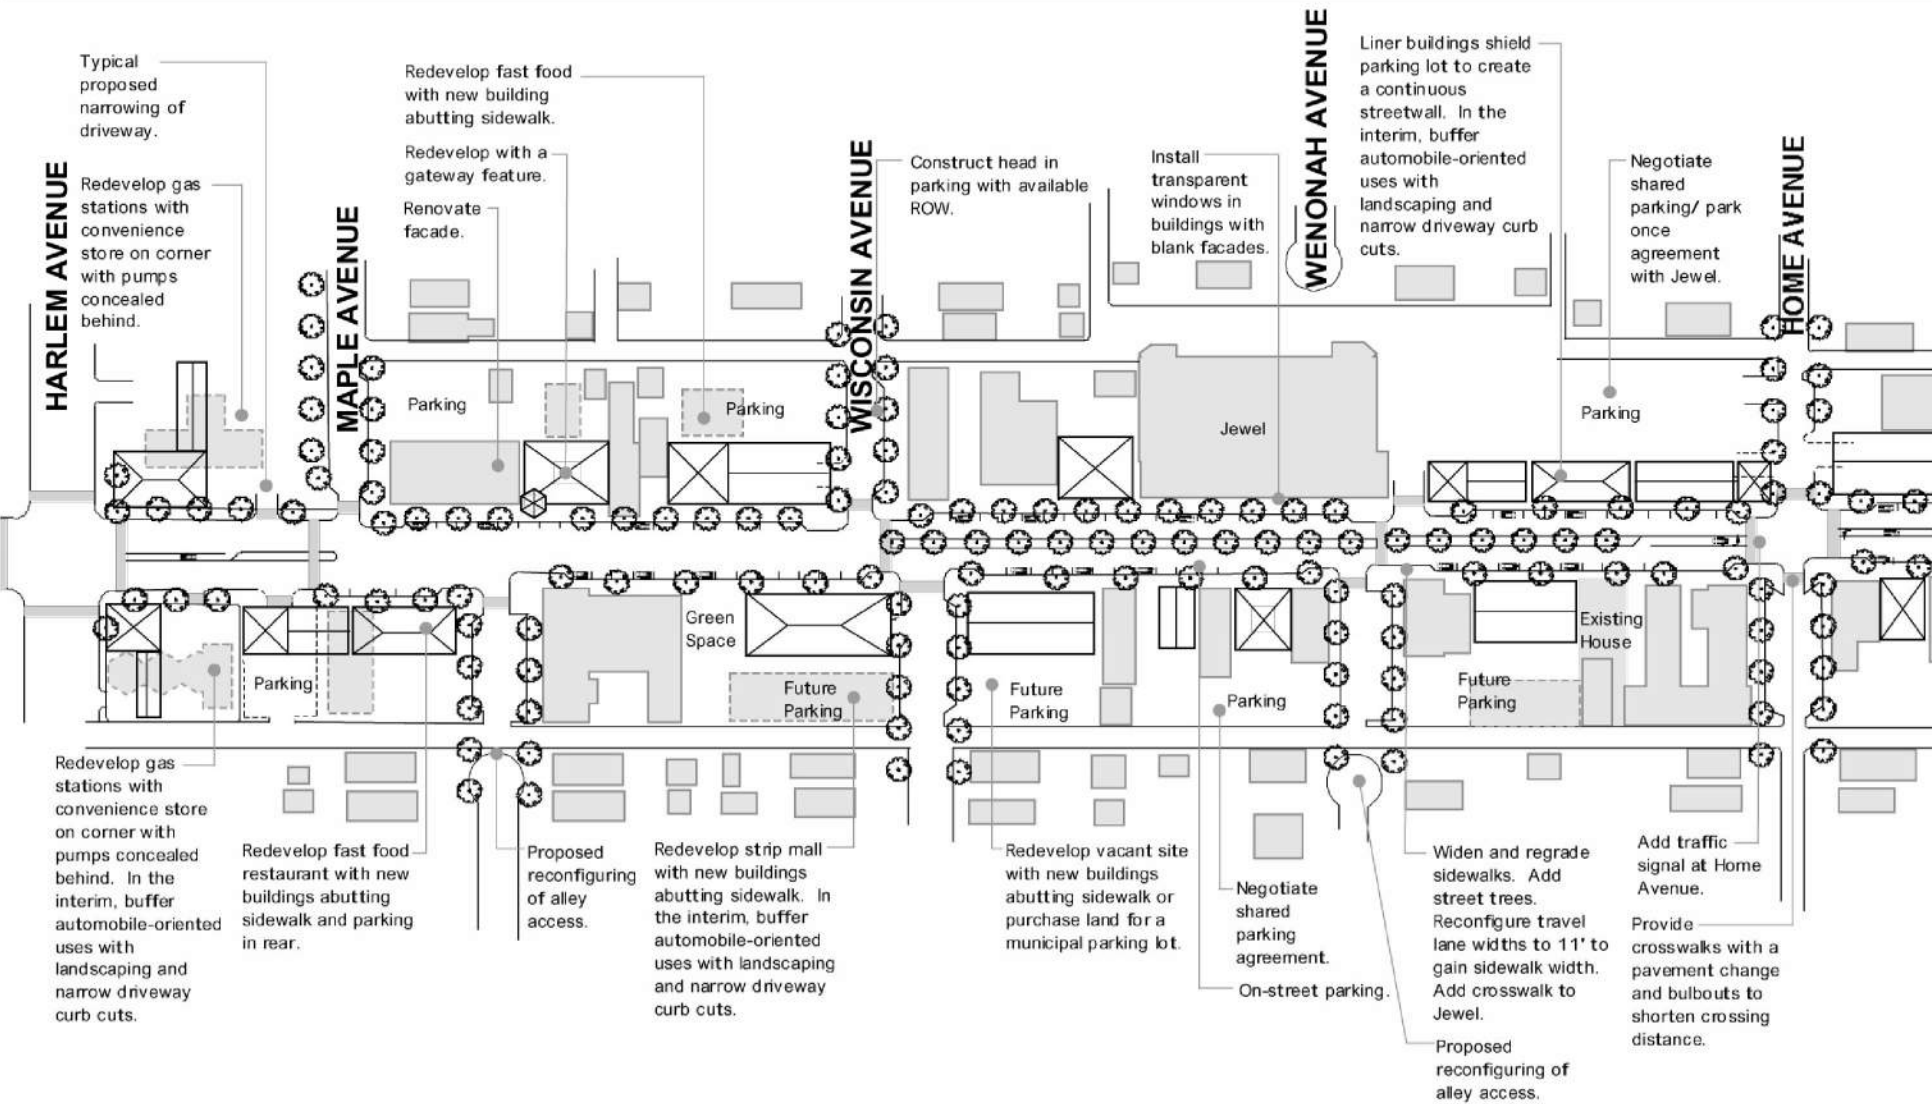 Typical
proposed
narrowing of
driveway.
HARLEM AVENUE
Redevelop gas
stations with
convenience
store on corner
with pumps
concealed
behind.
MAPLE AVENUE
Redevelop fast food
with new building
abutting sidewalk.
Redevelop with a
gateway feature.
Renovate
facade.
WISCONSIN AVENUE
Construct head in
parking with available
ROW.
Install
transparent
windows in
buildings with
blank facades.
WENONAH AVENUE
Liner buildings shield
parking lot to create
a continuous
streetwall. In the
interim, buffer
automobile-oriented
uses with
landscaping and
narrow driveway curb
cuts.
Negotiate
shared
parking/ park
once
agreement
with Jewel.
HOME AVENUE
Parking
Parking
Jewel
Parking
Parking
Green
Space
Future
Parking
Future
Parking
Parking
Existing
House
Future
Parking
Redevelop gas
stations with
convenience store
on corner with
pumps concealed
behind. In the
interim, buffer
automobile-oriented
uses with
landscaping and
narrow driveway
curb cuts.
Redevelop fast food
restaurant with new
buildings abutting
sidewalk and parking
in rear.
Proposed
reconfiguring
of alley
access.
Redevelop strip mall
with new buildings
abutting sidewalk. In
the interim, buffer
automobile-oriented
uses with landscaping
and narrow driveway
curb cuts.
Redevelop vacant site
with new buildings
abutting sidewalk or
purchase land for a
municipal parking lot.
Negotiate
shared
parking
agreement.
On-street parking.
Widen and regrade
sidewalks. Add
street trees.
Reconfigure travel
lane widths to 11' to
gain sidewalk width.
Add crosswalk to
Jewel.
Proposed
reconfiguring of
alley access.
Add traffic
signal at Home
Avenue.
Provide
crosswalks with a
pavement change
and bulbouts to
shorten crossing
distance.